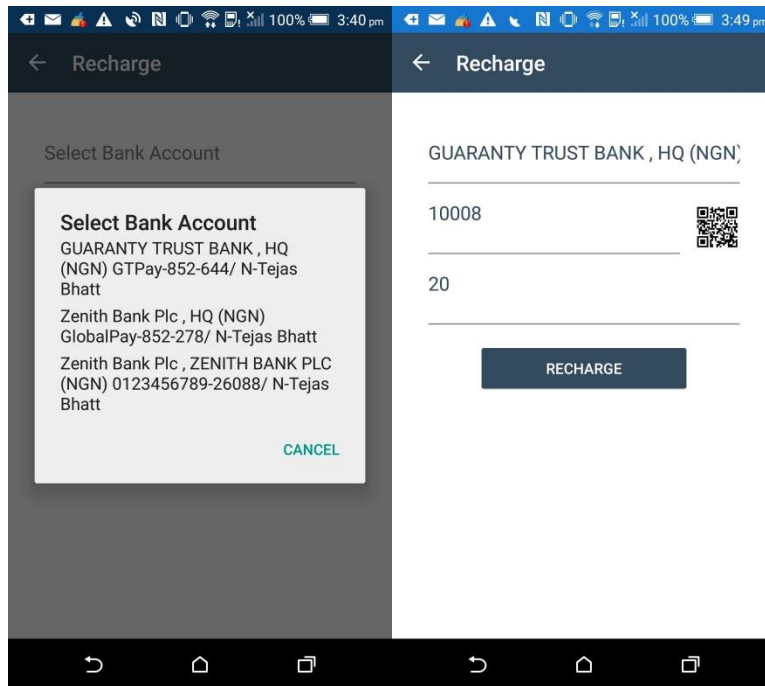 100% 3:40 pm
Recharge
Select Bank Account
Select Bank Account
GUARANTY TRUST BANK , HQ
(NGN) GTPay-852-644/ N-Tejas
Bhatt
Zenith Bank Plc , HQ (NGN)
GlobalPay-852-278/ N-Tejas Bhatt
Zenith Bank Plc , ZENITH BANK PLC
(NGN) 0123456789-26088/ N-Tejas
Bhatt
CANCEL
100% 3:49 pm
Recharge
GUARANTY TRUST BANK , HQ (NGN)
10008
20
RECHARGE